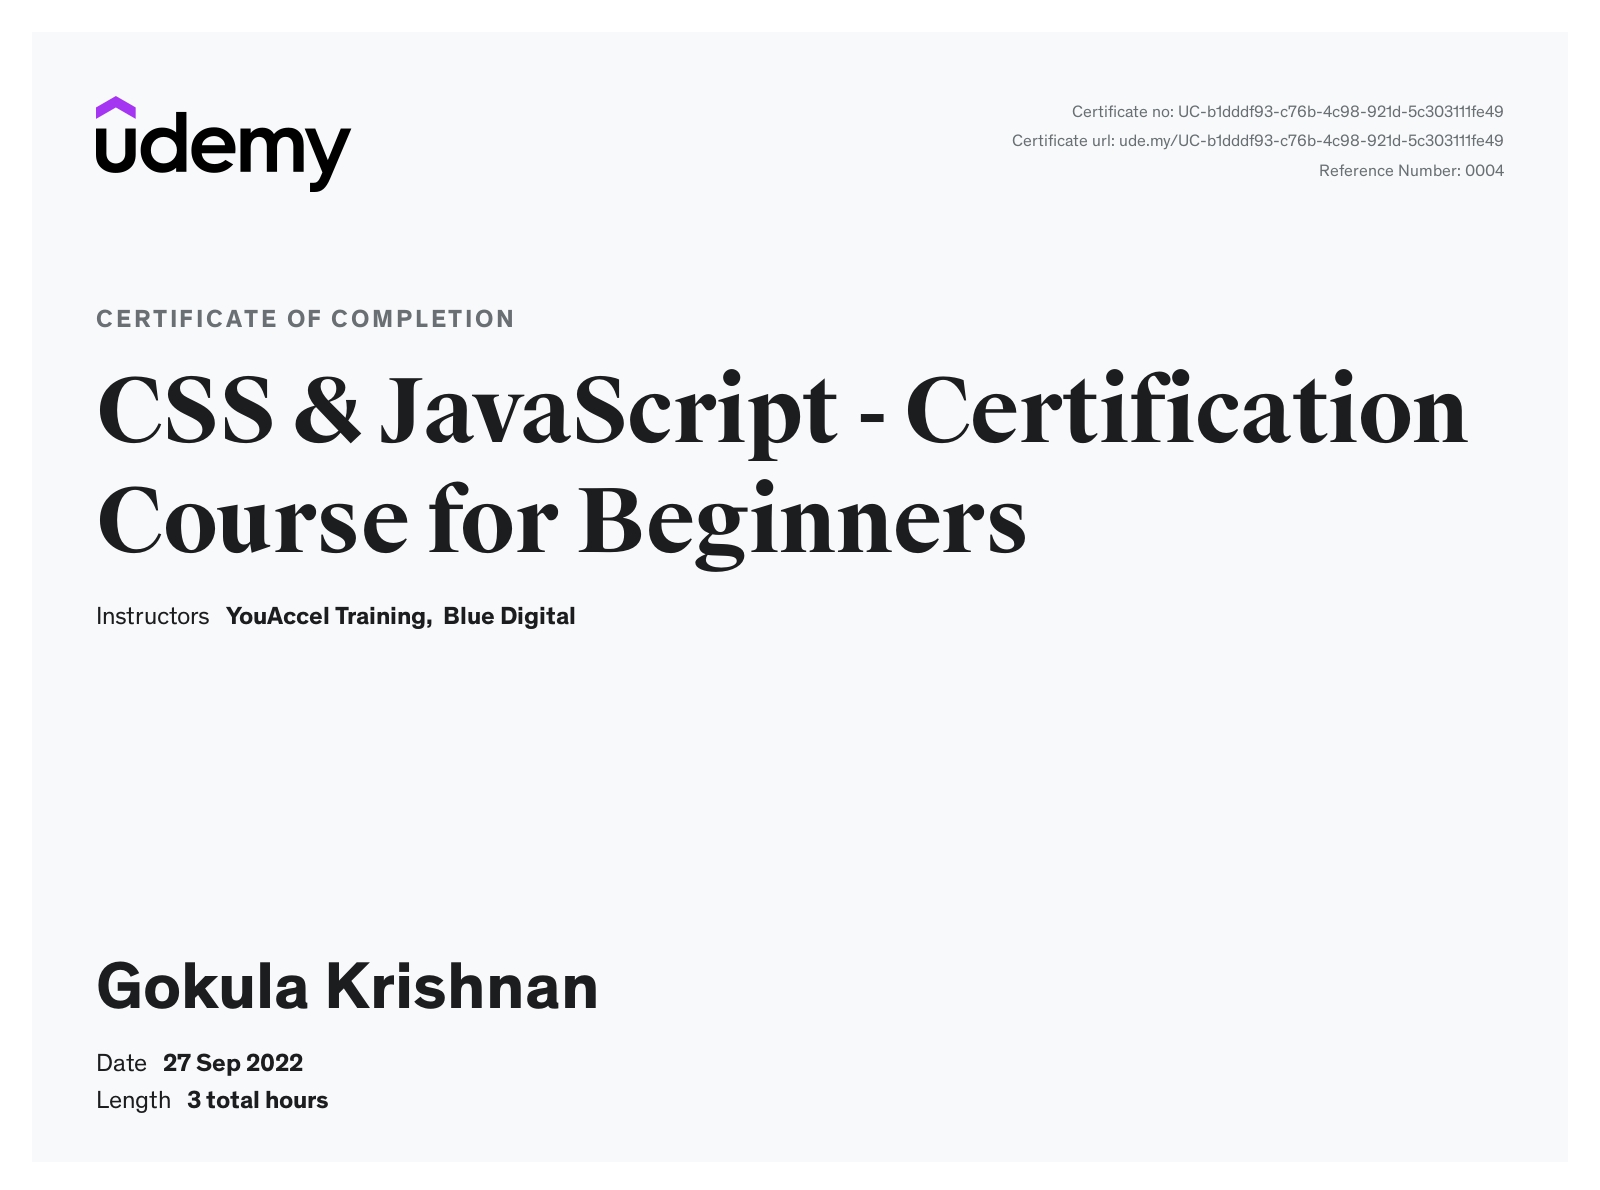 udemy
Certificate no: UC-b1dddf93-c76b-4c98-921d-5c303111fe49
Certificate url: ude.my/UC-b1dddf93-c76b-4c98-921d-5c303111fe49
Reference Number: 0004
CERTIFICATE OF COMPLETION
CSS & JavaScript - Certification
Course for Beginners
Instructors YouAccel Training, Blue Digital
Gokula Krishnan
Date 27 Sep 2022
Length 3 total hours